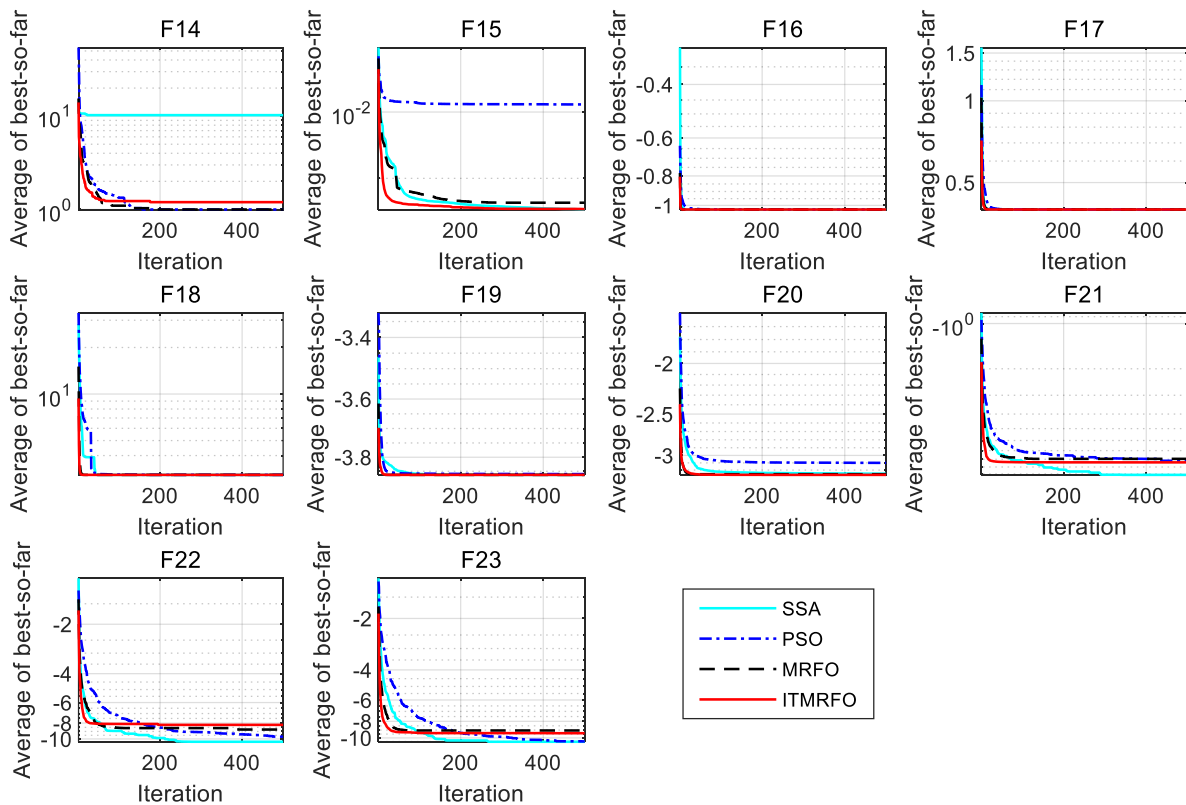 F14
Average of best-so-far
10^1
10^0
200
400
Iteration
F15
Average of best-so-far
10^-2
200
400
Iteration
F16
Average of best-so-far
-0.4
-0.6
-0.8
-1
200
400
Iteration
F17
Average of best-so-far
1.5
1
0.5
200
400
Iteration
F18
Average of best-so-far
10^1
200
400
Iteration
F19
Average of best-so-far
-3.4
-3.6
-3.8
200
400
Iteration
F20
Average of best-so-far
-2
-2.5
-3
200
400
Iteration
F21
Average of best-so-far
-10^0
200
400
Iteration
F22
Average of best-so-far
-2
-4
-6
-8
-10
200
400
Iteration
F23
Average of best-so-far
-2
-4
-6
-8
-10
200
400
Iteration
SSA
PSO
MRFO
ITMRFO